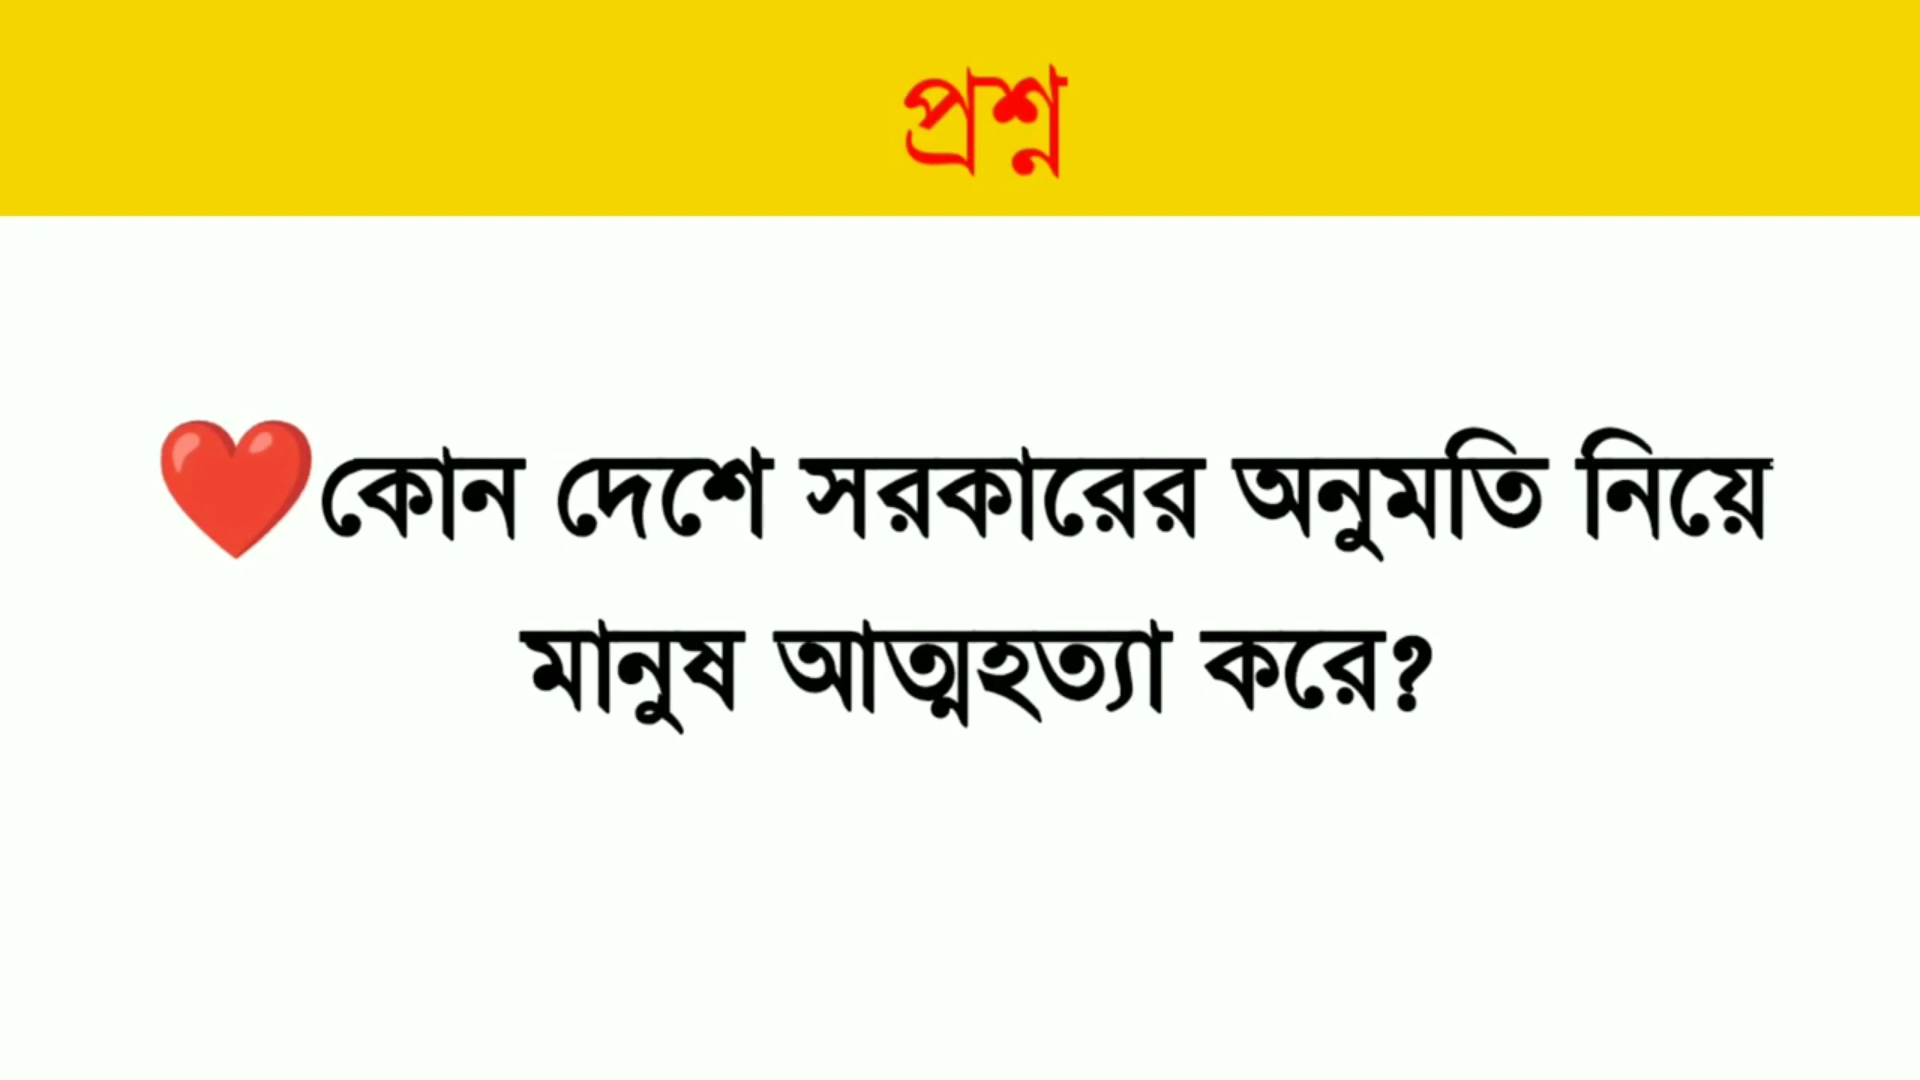 প্রশ্ন
❤️কোন দেশে সরকারের অনুমতি নিয়ে
মানুষ আত্মহত্যা করে?